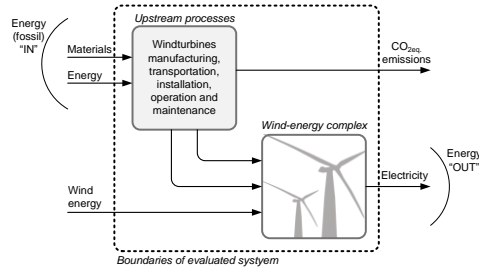 Energy
(fossil)
“IN”
Materials
Energy
Wind
energy
Upstream processes
Windturbines
manufacturing,
transportation,
installation,
operation and
maintenance
Wind-energy complex
CO2eq.
emissions
Electricity
Energy
“OUT”
Boundaries of evaluated systyem